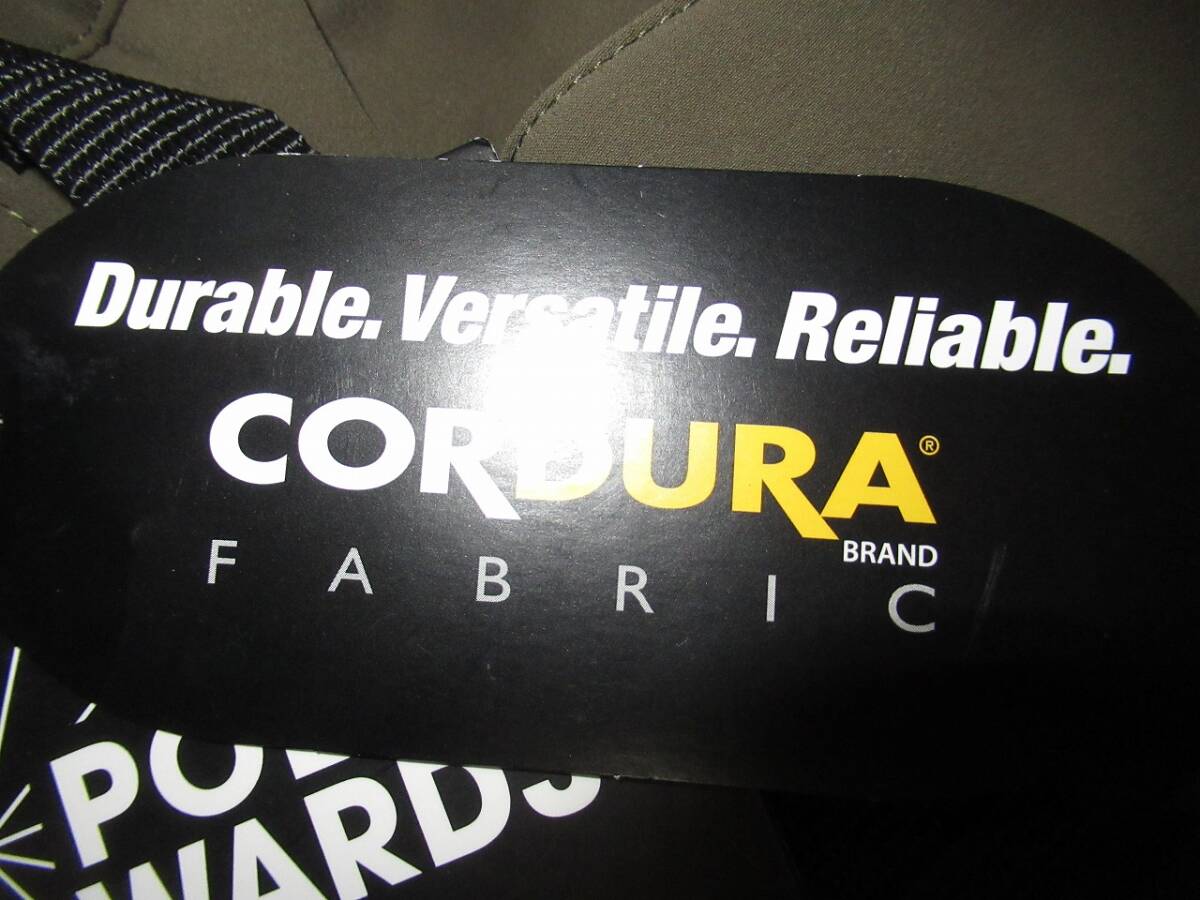 Durable. Versatile. Reliable.
CORDURA®
BRAND
FABRIC